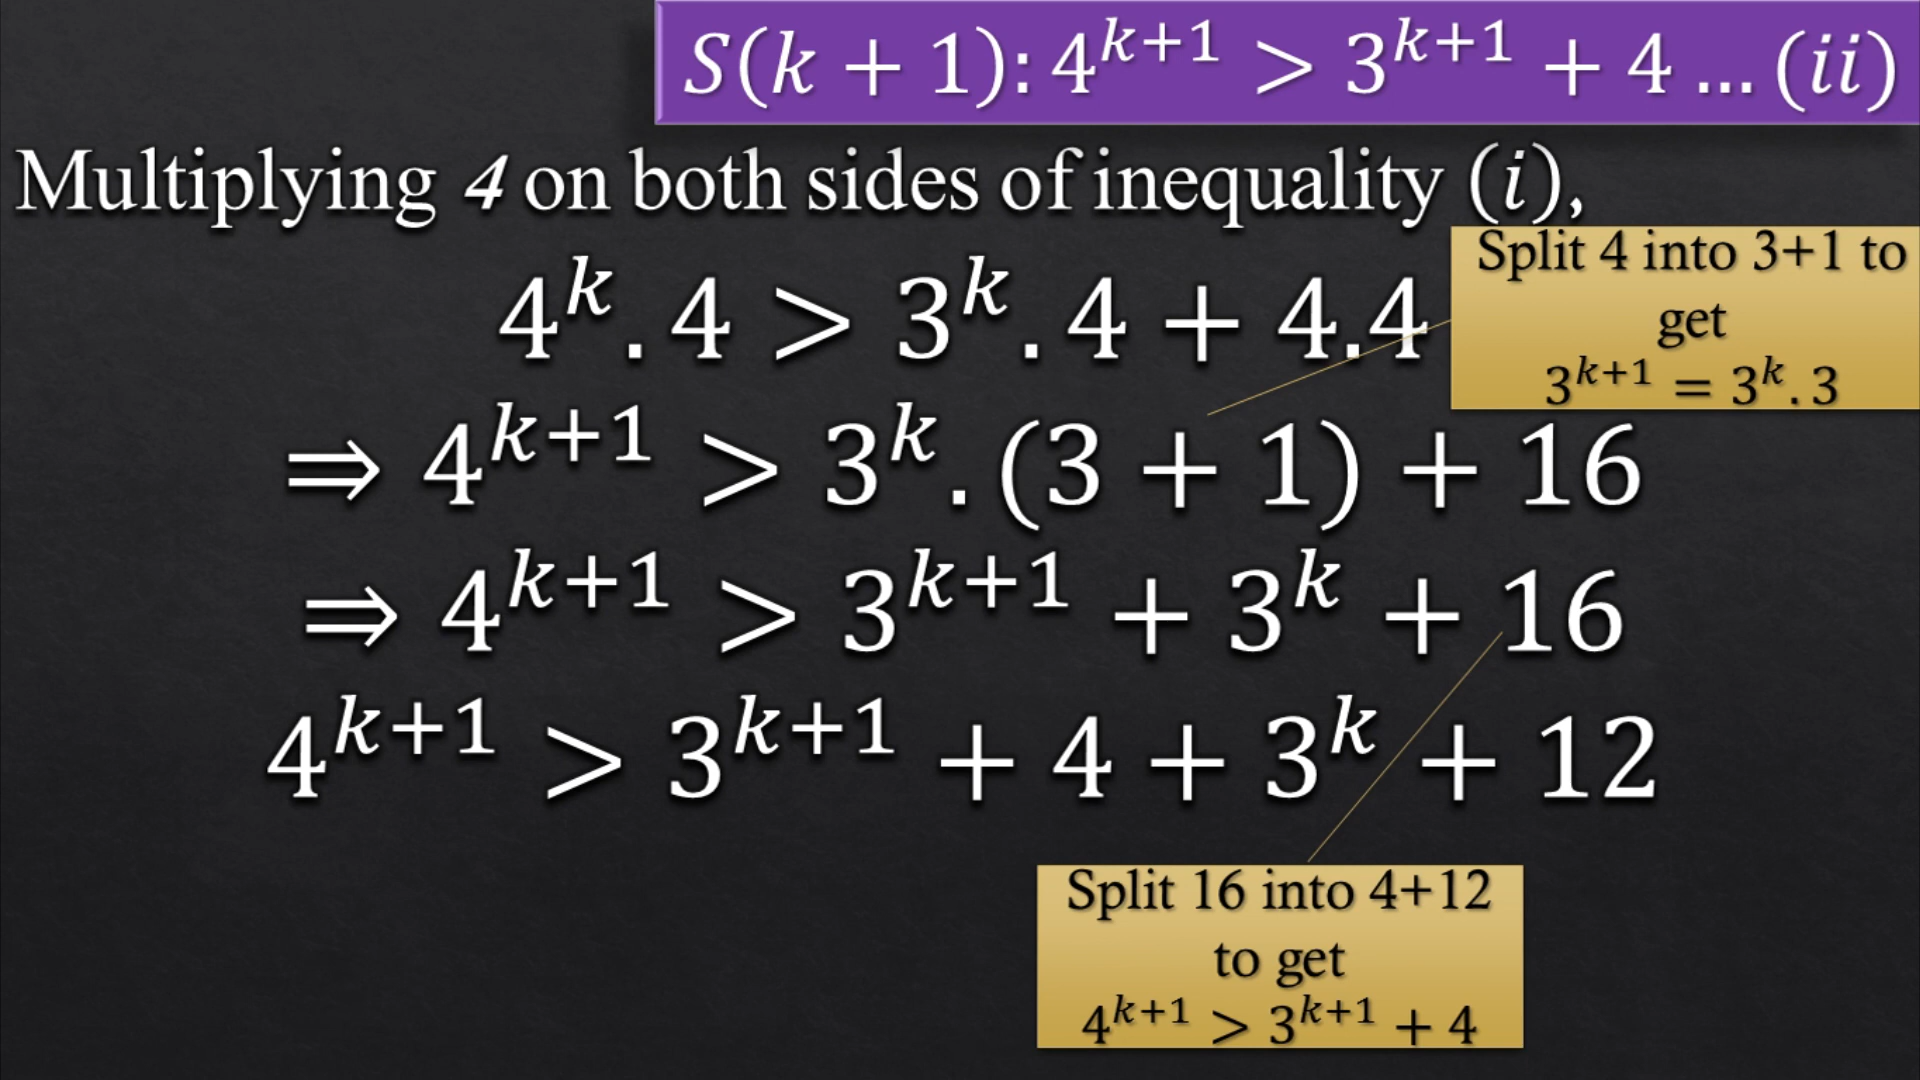 S(k + 1): 4^{k+1} > 3^{k+1} + 4 ... (ii)
Multiplying 4 on both sides of inequality (i),
4^k . 4 > 3^k . 4 + 4.4
Split 4 into 3+1 to
get
3^{k+1} = 3^k . 3
⇒ 4^{k+1} > 3^k . (3 + 1) + 16
⇒ 4^{k+1} > 3^{k+1} + 3^k + 16
4^{k+1} > 3^{k+1} + 4 + 3^k + 12
Split 16 into 4+12
to get
4^{k+1} > 3^{k+1} + 4